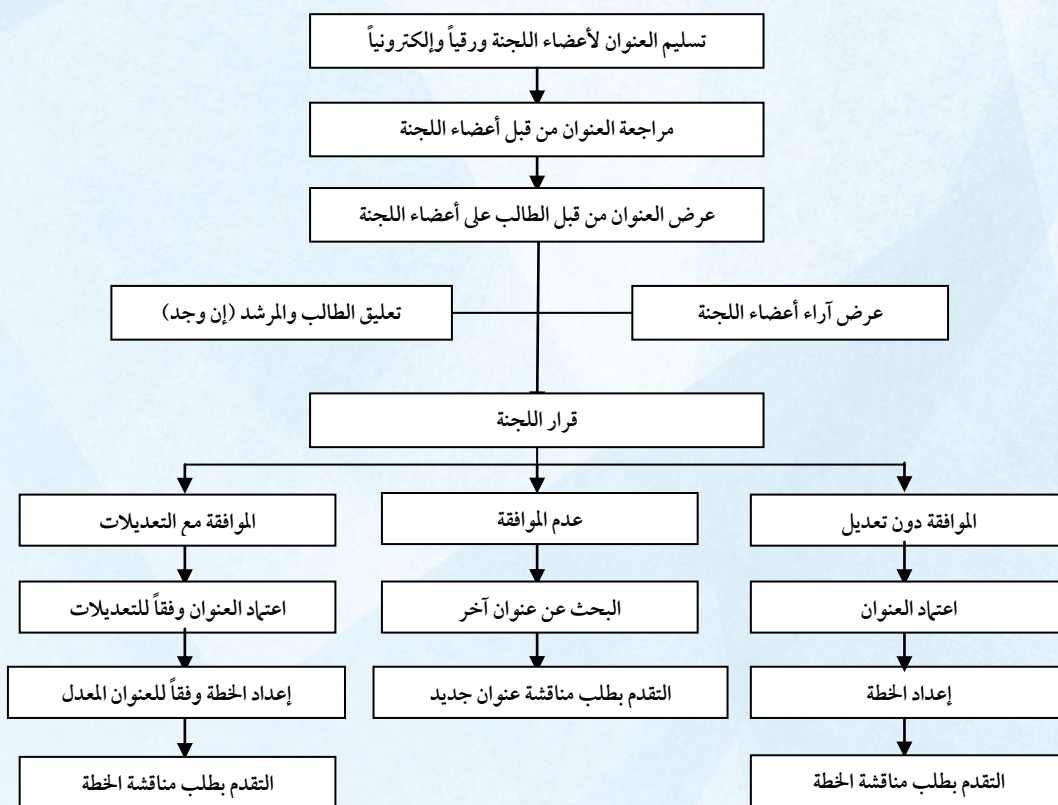 تسليم العنوان لأعضاء اللجنة ورقياً وإلكترونياً
مراجعة العنوان من قبل أعضاء اللجنة
عرض العنوان من قبل الطالب على أعضاء اللجنة
عرض آراء أعضاء اللجنة
تعليق الطالب والمرشد (إن وجد)
قرار اللجنة
الموافقة دون تعديل
عدم الموافقة
الموافقة مع التعديلات
اعتماد العنوان
البحث عن عنوان آخر
اعتماد العنوان وفقاً للتعديلات
إعداد الخطة
التقدم بطلب مناقشة عنوان جديد
إعداد الخطة وفقاً للعنوان المعدل
التقدم بطلب مناقشة الخطة
التقدم بطلب مناقشة الخطة